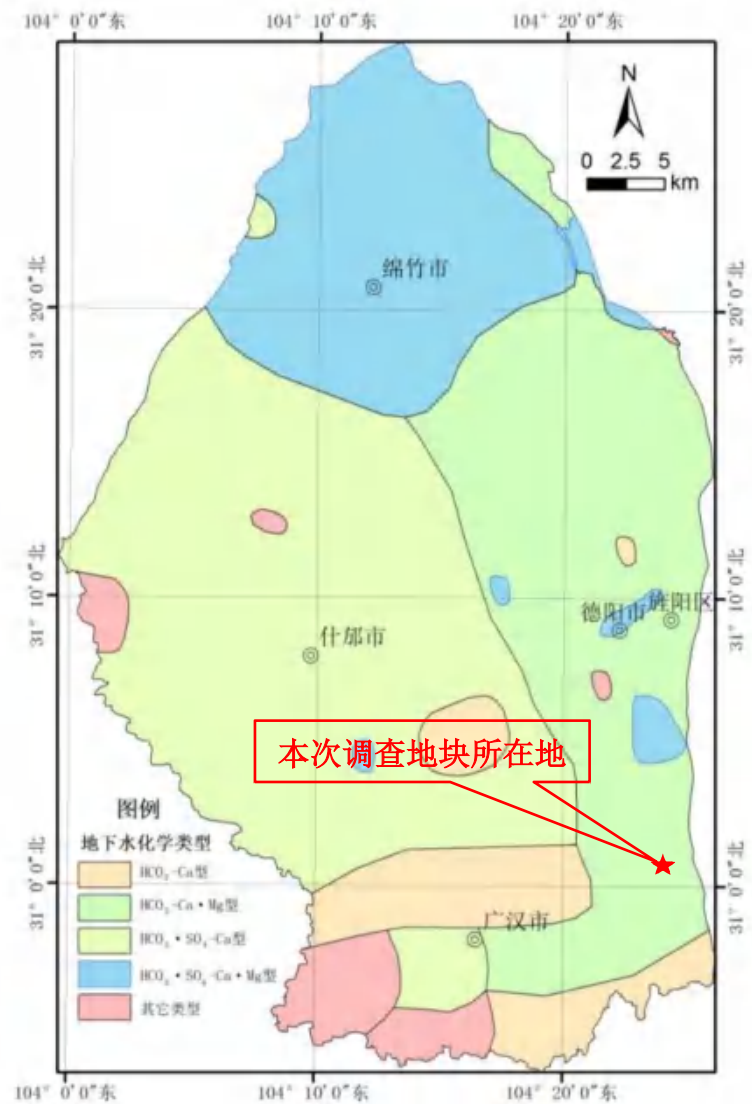 104° 0′0″东 104° 10′0″东 104° 20′0″东
N
0 2.5 5
km
绵竹市
31° 20′0″北
31° 20′0″北
31° 10′0″北
31° 10′0″北
德阳市
旌阳区
什邡市
本次调查地块所在地
31° 0′0″北
31° 0′0″北
广汉市
图例
地下水化学类型
HCO₃-Ca型
HCO₃-Ca·Mg型
HCO₃·SO₄-Ca型
HCO₃·SO₄-Ca·Mg型
其它类型
104° 0′0″东 104° 10′0″东 104° 20′0″东